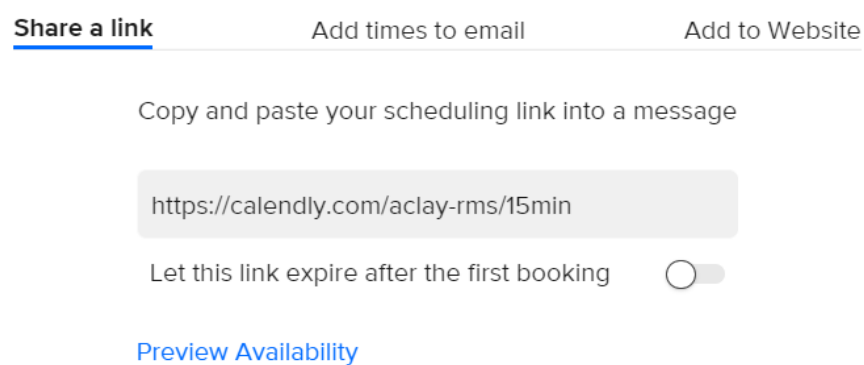 Share a link
Add times to email
Add to Website
Copy and paste your scheduling link into a message
https://calendly.com/aclay-rms/15min
Let this link expire after the first booking
Preview Availability